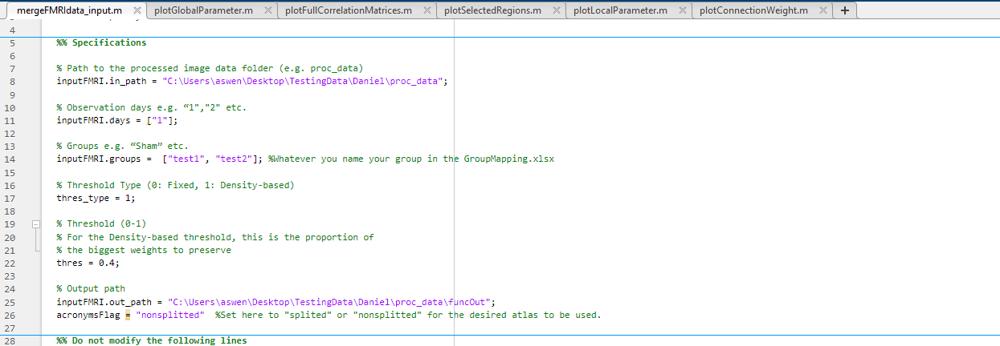 mergeFMRIdata_input.m × plotGlobalParameter.m × plotFullCorrelationMatrices.m × plotSelectedRegions.m × plotLocalParameter.m × plotConnectionWeight.m × +
4
5 %% Specifications
6
7 % Path to the processed image data folder (e.g. proc_data)
8 inputFMRI.in_path = "C:\Users\aswen\Desktop\TestingData\Daniel\proc_data";
9
10 % Observation days e.g. “1","2" etc.
11 inputFMRI.days = ["1"];
12
13 % Groups e.g. “Sham” etc.
14 inputFMRI.groups =  ["test1", "test2"]; %Whatever you name your group in the GroupMapping.xlsx
15
16 % Threshold Type (0: Fixed, 1: Density-based)
17 thres_type = 1;
18
19 % Threshold (0-1)
20 % For the Density-based threshold, this is the proportion of
21 % the biggest weights to preserve
22 thres = 0.4;
23
24 % Output path
25 inputFMRI.out_path = "C:\Users\aswen\Desktop\TestingData\Daniel\proc_data\funcOut";
26 acronymsFlag = "nonsplitted"  %Set here to "splited" or "nonsplitted" for the desired atlas to be used.
27
28 %% Do not modify the following lines